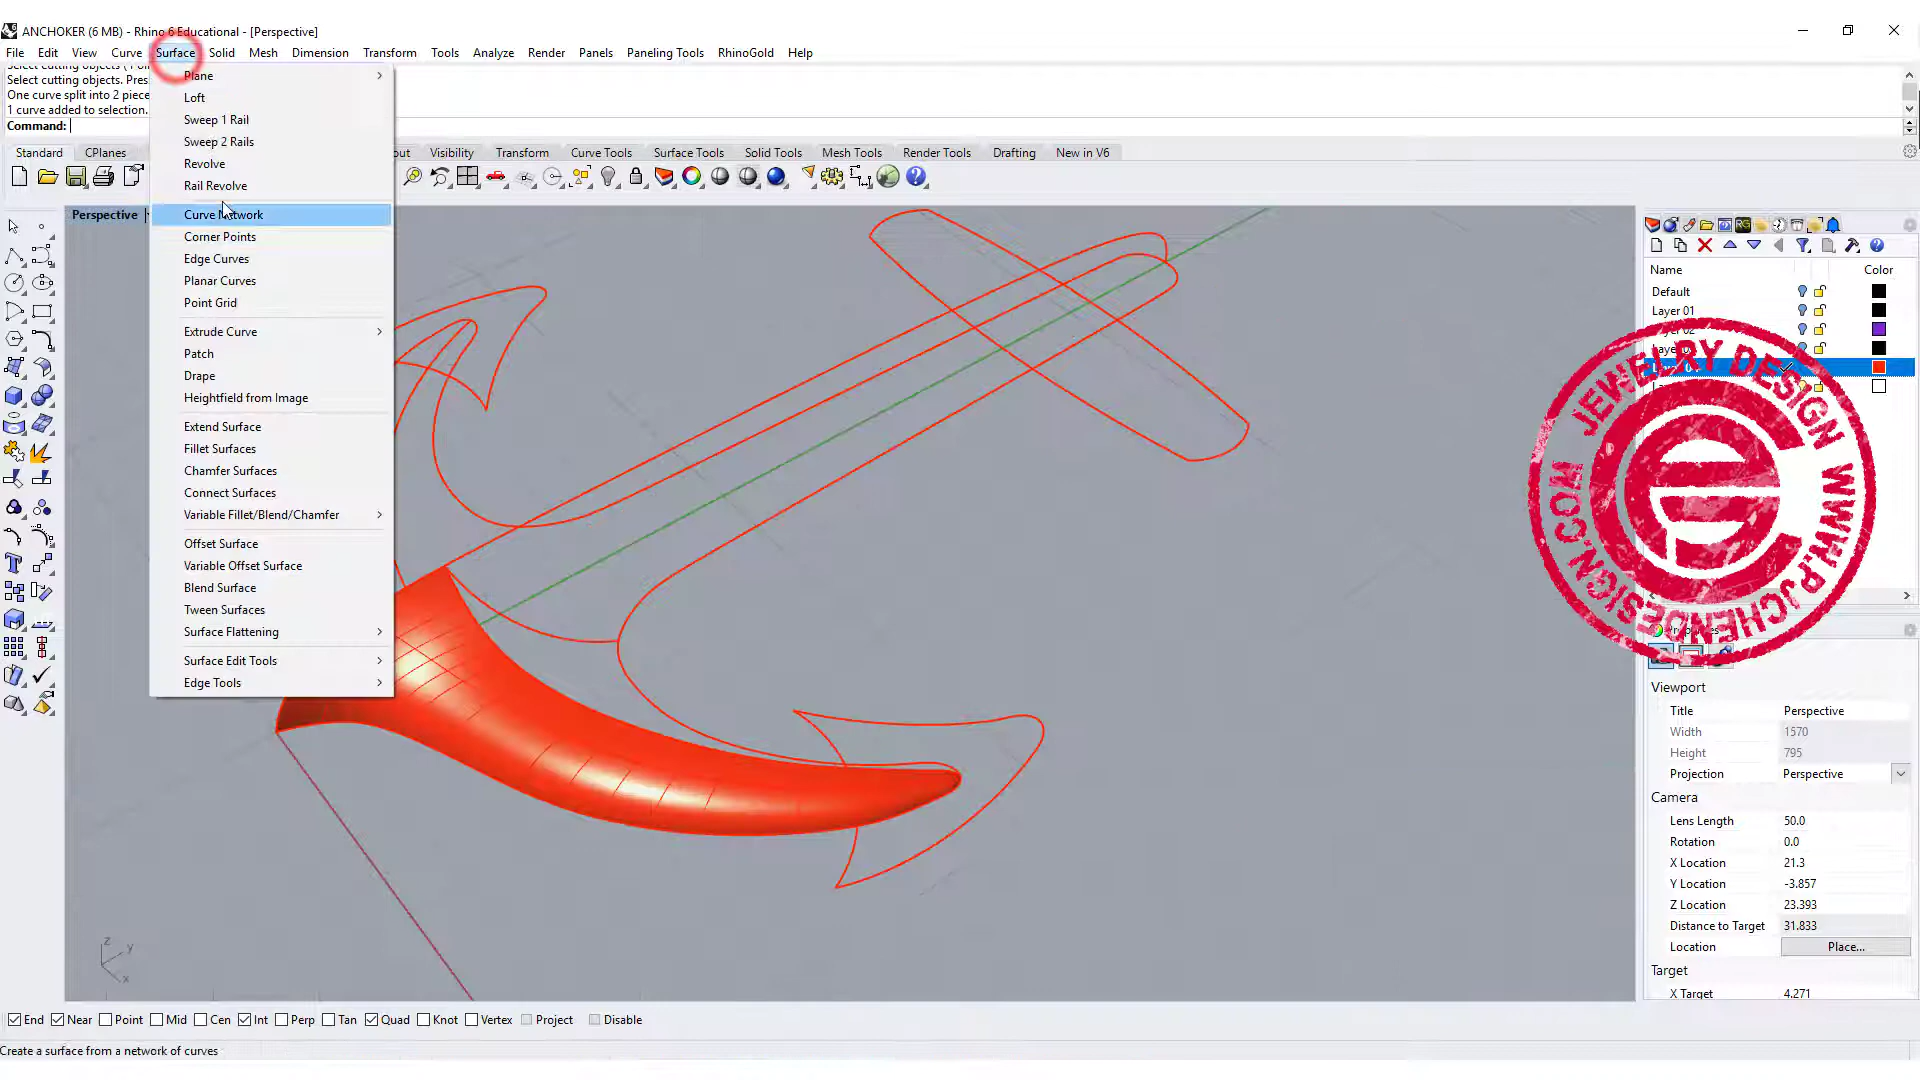 ANCHOKER (6 MB) - Rhino 6 Educational - [Perspective]
File Edit View Curve Surface Solid Mesh Dimension Transform Tools Analyze Render Panels Paneling Tools RhinoGold Help
Select cutting objects. Pres
One curve split into 2 piece
1 curve added to selection.
Command:
Standard CPlanes out Visibility Transform Curve Tools Surface Tools Solid Tools Mesh Tools Render Tools Drafting New in V6
Perspective
Plane
Loft
Sweep 1 Rail
Sweep 2 Rails
Revolve
Rail Revolve
Curve Network
Corner Points
Edge Curves
Planar Curves
Point Grid
Extrude Curve
Patch
Drape
Heightfield from Image
Extend Surface
Fillet Surfaces
Chamfer Surfaces
Connect Surfaces
Variable Fillet/Blend/Chamfer
Offset Surface
Variable Offset Surface
Blend Surface
Tween Surfaces
Surface Flattening
Surface Edit Tools
Edge Tools
z y x
RG
Name Color
Default
Layer 01
JEWELRY DESIGN WWW.PJCHENDESIGN.COM
Viewport
Title Perspective
Width 1570
Height 795
Projection Perspective
Camera
Lens Length 50.0
Rotation 0.0
X Location 21.3
Y Location -3.857
Z Location 23.393
Distance to Target 31.833
Location Place...
Target
X Target 4.271
End Near Point Mid Cen Int Perp Tan Quad Knot Vertex Project Disable
Create a surface from a network of curves